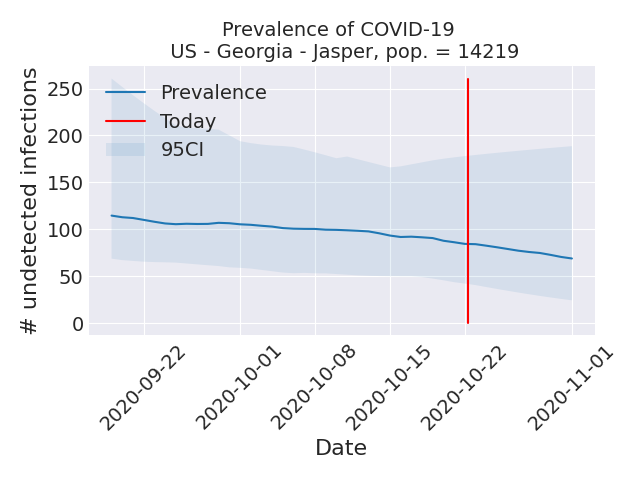 Prevalence of COVID-19
US - Georgia - Jasper, pop. = 14219
# undetected infections
250
200
150
100
50
0
Prevalence
Today
95CI
2020-09-22
2020-10-01
2020-10-08
2020-10-15
2020-10-22
2020-11-01
Date